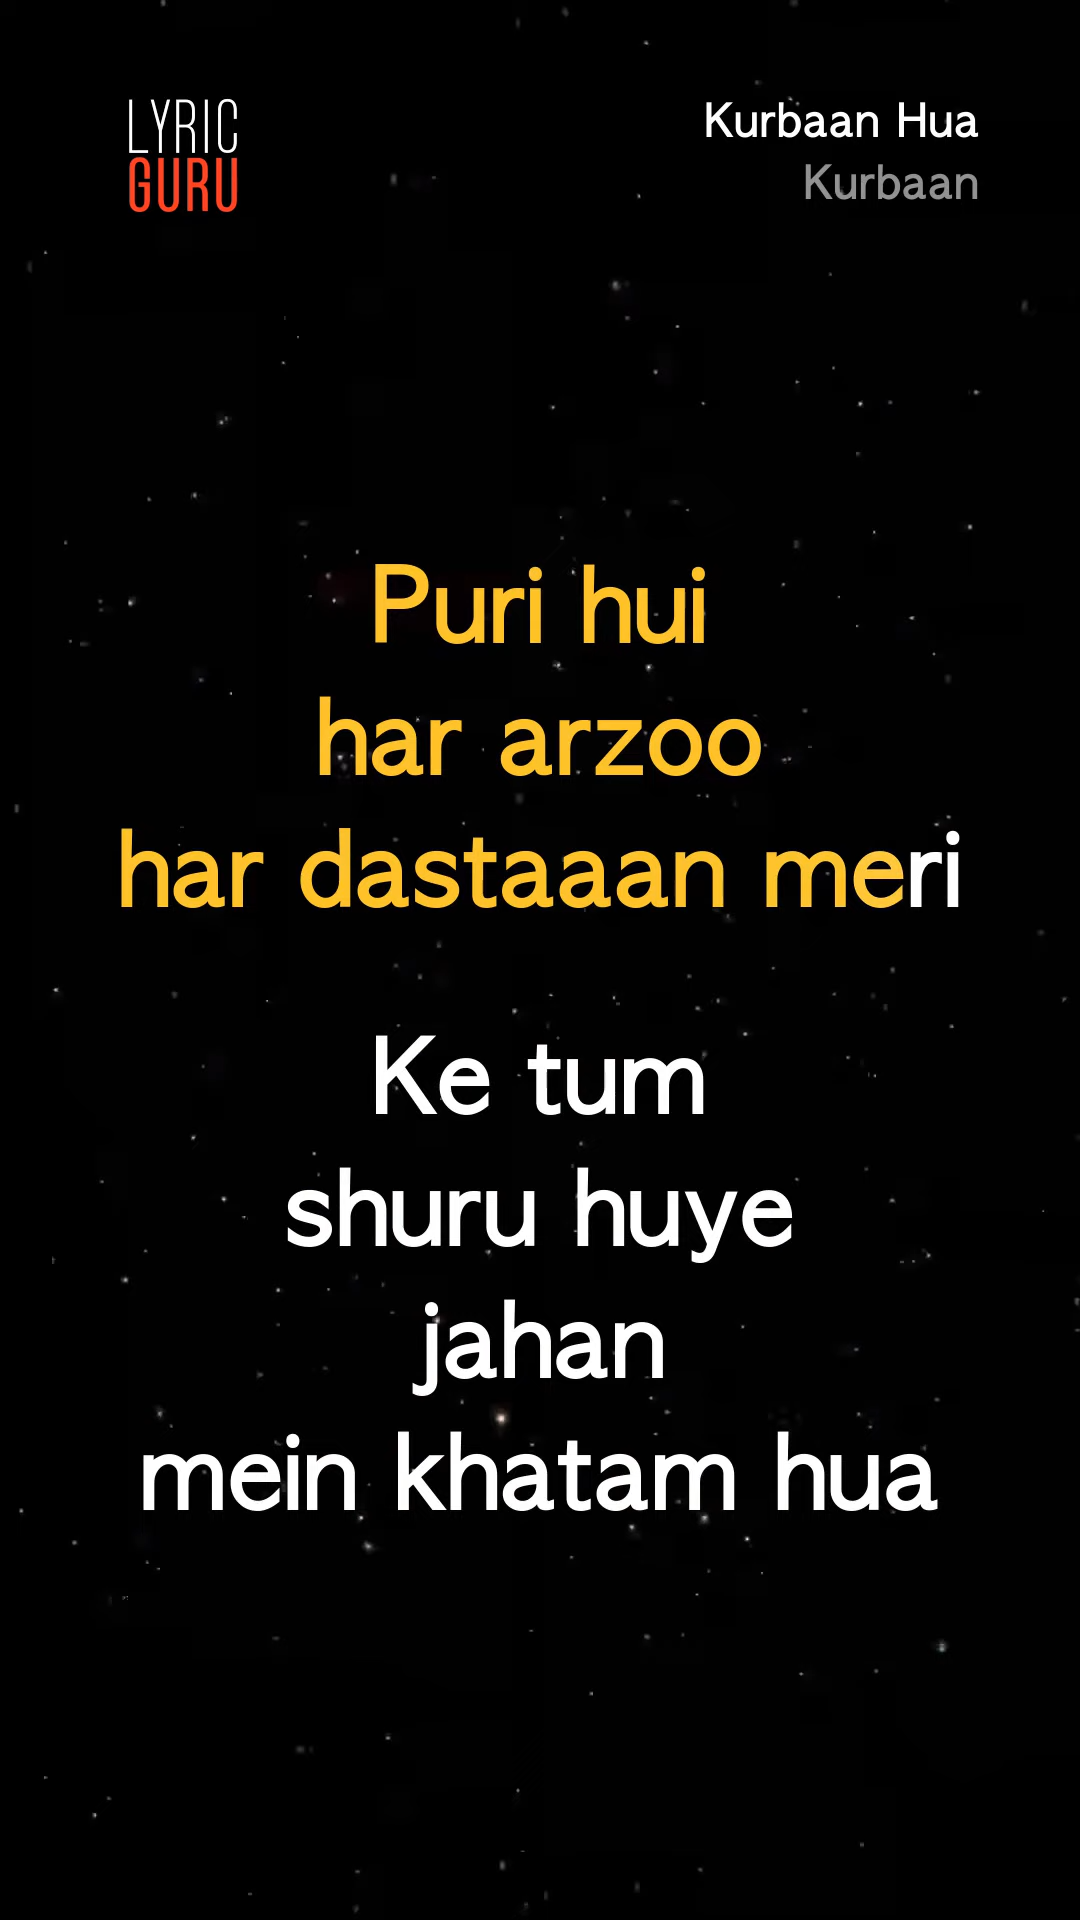 LYRIC
GURU
Kurbaan Hua
Kurbaan
Puri hui
har arzoo
har dastaaan meri
Ke tum
shuru huye
jahan
mein khatam hua